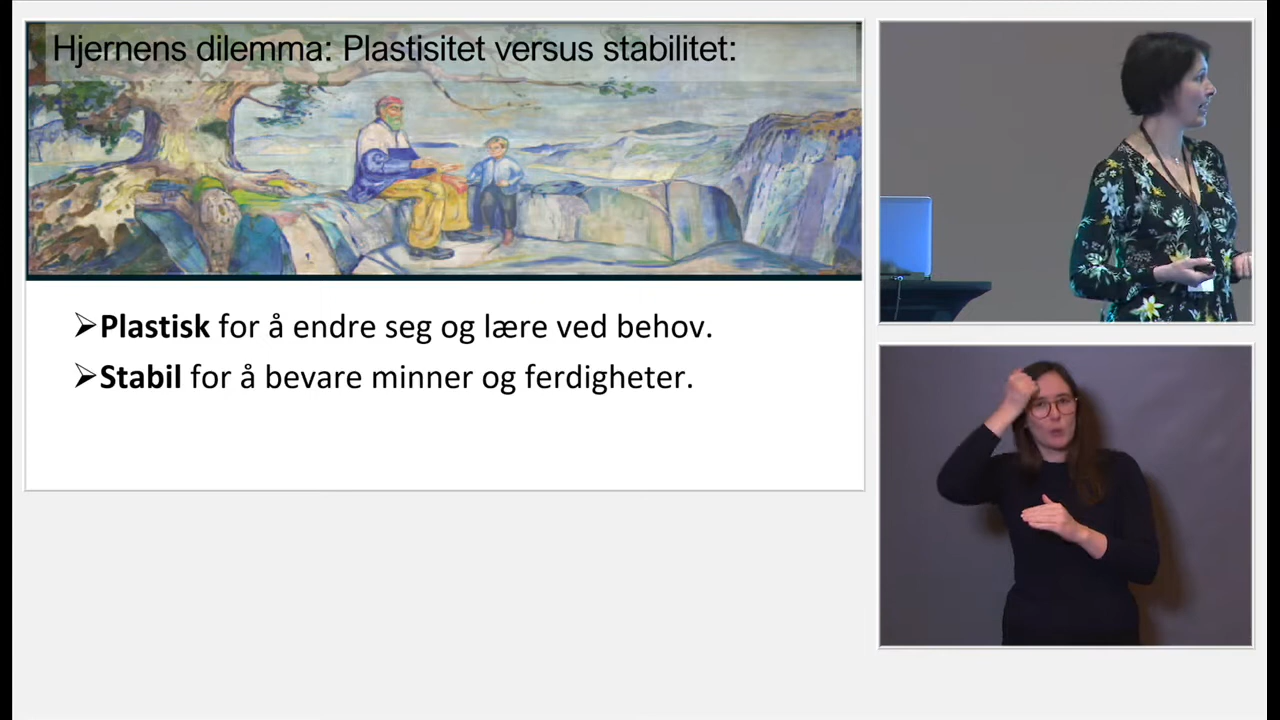 Hjernens dilemma: Plastisitet versus stabilitet:
➢Plastisk for å endre seg og lære ved behov.
➢Stabil for å bevare minner og ferdigheter.